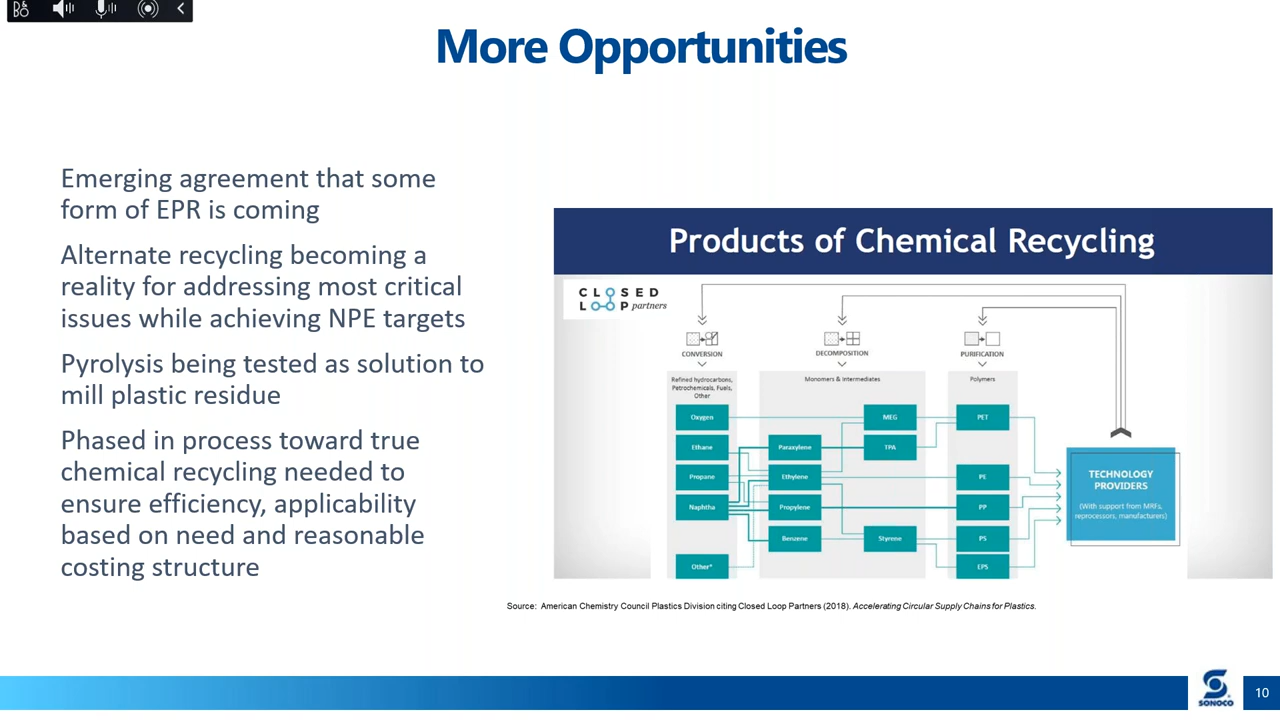 More Opportunities
Emerging agreement that some
form of EPR is coming
Alternate recycling becoming a
reality for addressing most critical
issues while achieving NPE targets
Pyrolysis being tested as solution to
mill plastic residue
Phased in process toward true
chemical recycling needed to
ensure efficiency, applicability
based on need and reasonable
costing structure
Products of Chemical Recycling
CLOSED
LOOP partners
CONVERSION
DECOMPOSITION
PURIFICATION
Refined hydrocarbons,
Petrochemicals, Fuels,
Other
Monomers & Intermediates
Polymers
Oxygen
MEG
PET
Ethane
Paraxylene
TPA
Propane
Ethylene
PE
Naphtha
Propylene
PP
Benzene
Styrene
PS
Other*
EPS
TECHNOLOGY
PROVIDERS
(With support from MRFs,
reprocessors, manufacturers)
Source: American Chemistry Council Plastics Division citing Closed Loop Partners (2018). Accelerating Circular Supply Chains for Plastics.
SONOCO
10